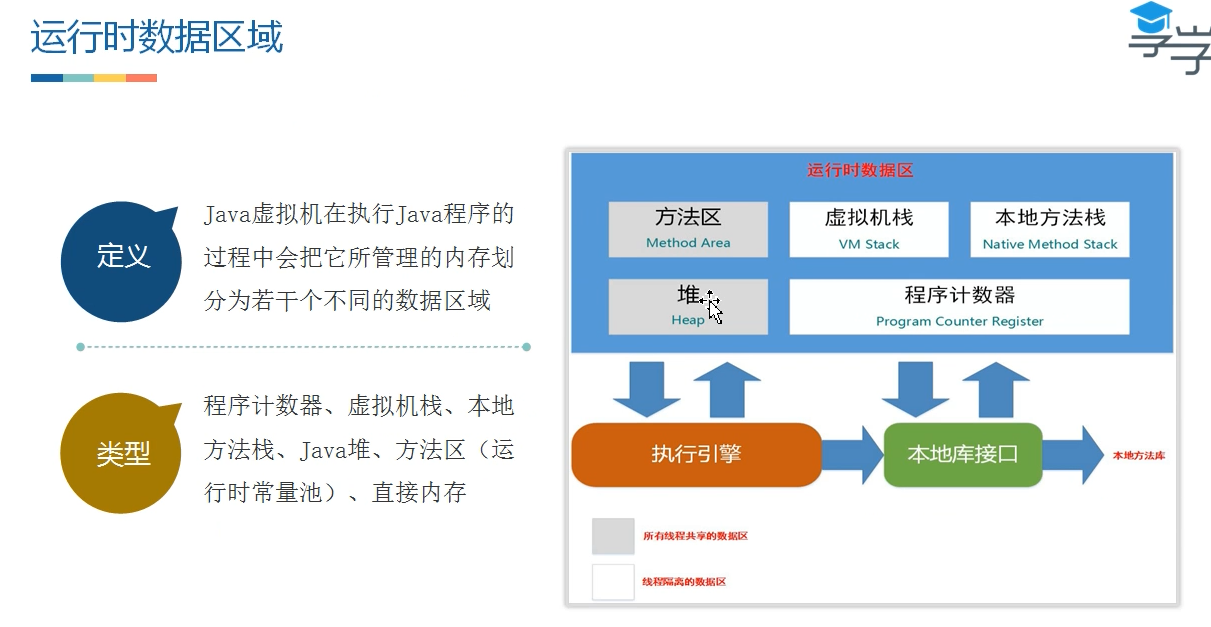 运行时数据区域
享学
定义
Java虚拟机在执行Java程序的
过程中会把它所管理的内存划
分为若干个不同的数据区域
类型
程序计数器、虚拟机栈、本地
方法栈、Java堆、方法区（运
行时常量池）、直接内存
运行时数据区
方法区
Method Area
虚拟机栈
VM Stack
本地方法栈
Native Method Stack
堆
Heap
程序计数器
Program Counter Register
执行引擎
本地库接口
本地方法库
所有线程共享的数据区
线程隔离的数据区